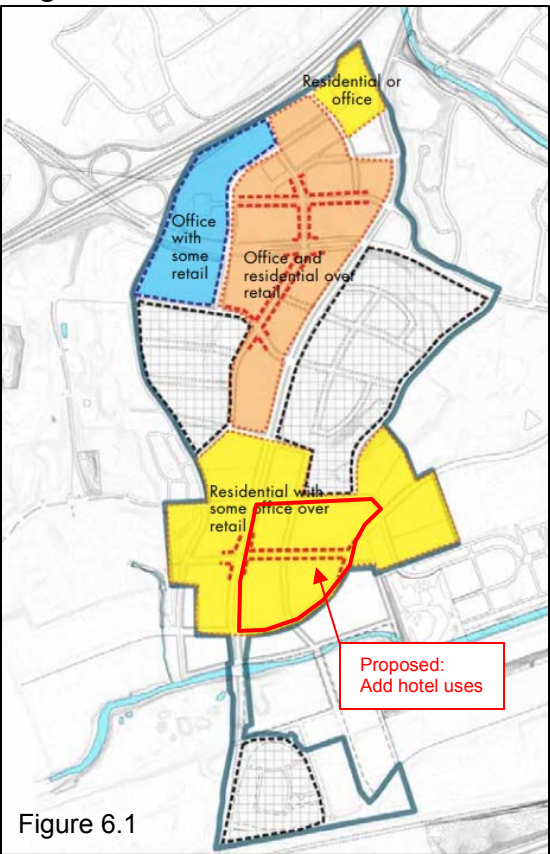 Residential or
office
Office
with
some
retail
Office and
residential over
retail
Residential with
some office over
retail
Proposed:
Add hotel uses
Figure 6.1